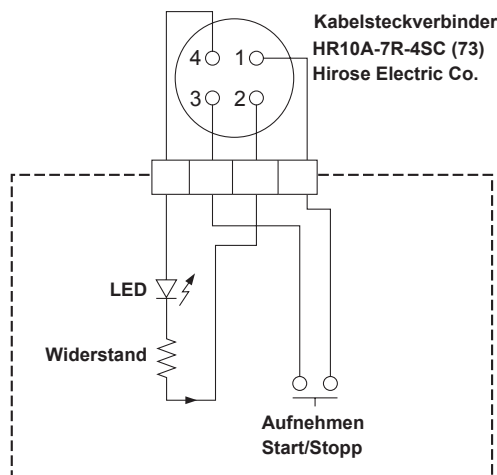 Kabelsteckverbinder
HR10A-7R-4SC (73)
Hirose Electric Co.
4 1
3 2
LED
Widerstand
Aufnehmen
Start/Stopp